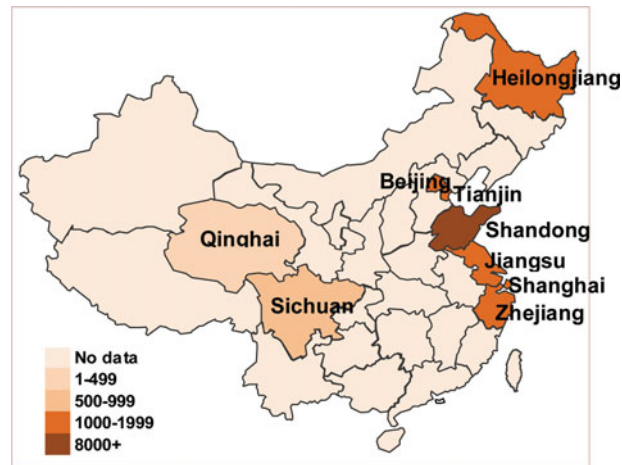 Heilongjiang
Beijing
Tianjin
Shandong
Qinghai
Jiangsu
Shanghai
Sichuan
Zhejiang
No data
1-499
500-999
1000-1999
8000+